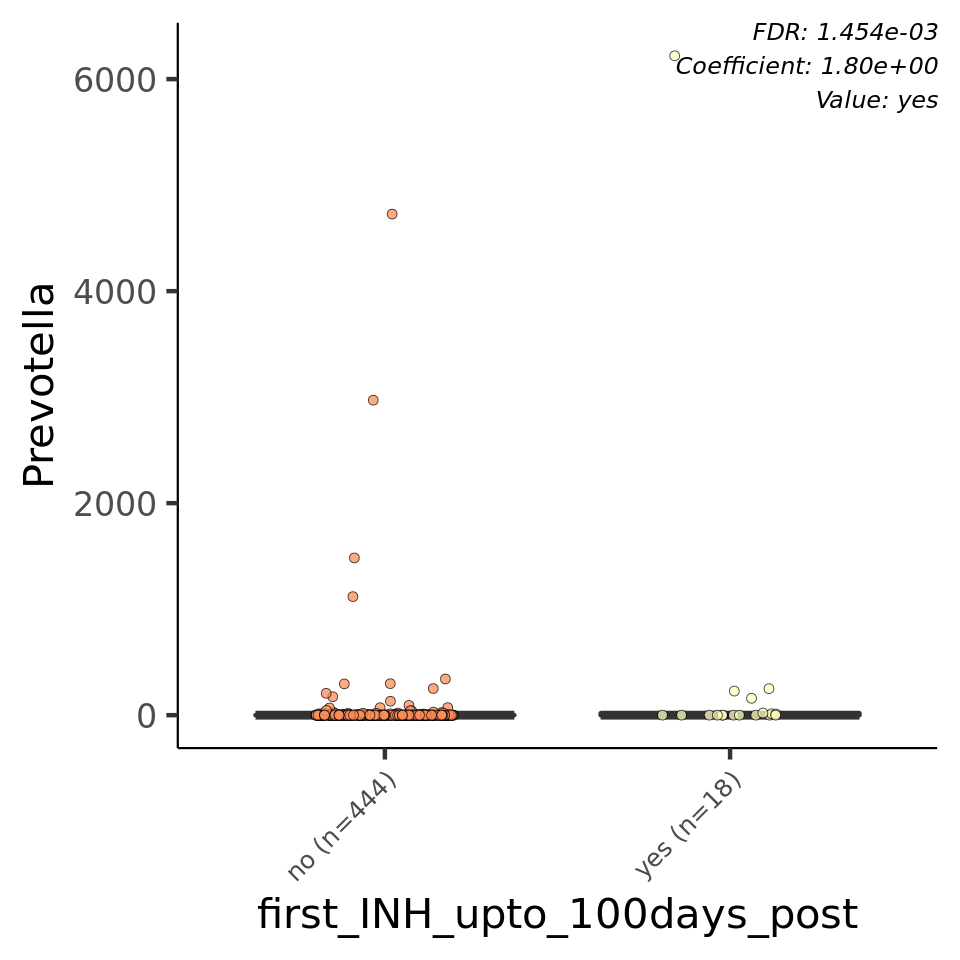 FDR: 1.454e-03
Coefficient: 1.80e+00
Value: yes
6000
4000
2000
0
Prevotella
no (n=444)
yes (n=18)
first_INH_upto_100days_post